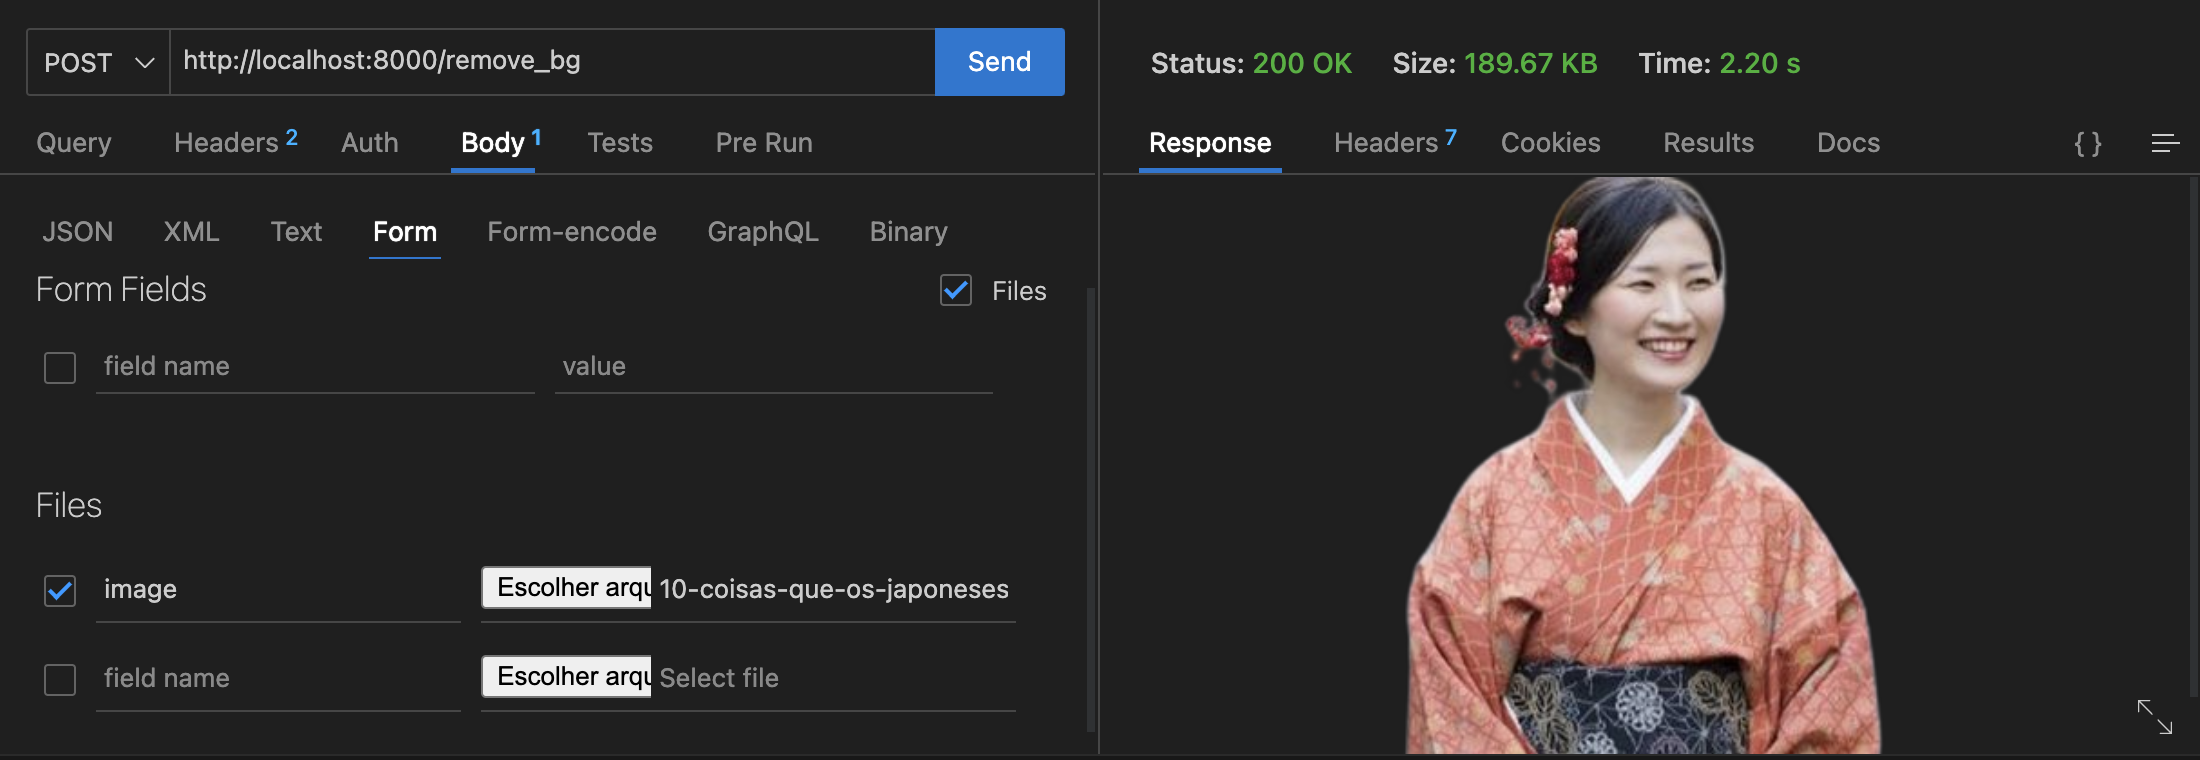 POST http://localhost:8000/remove_bg Send
Query Headers 2 Auth Body 1 Tests Pre Run
JSON XML Text Form Form-encode GraphQL Binary
Form Fields Files
field name value
Files
image Escolher arqu 10-coisas-que-os-japoneses
field name Escolher arqu Select file
Status: 200 OK Size: 189.67 KB Time: 2.20 s
Response Headers 7 Cookies Results Docs { }